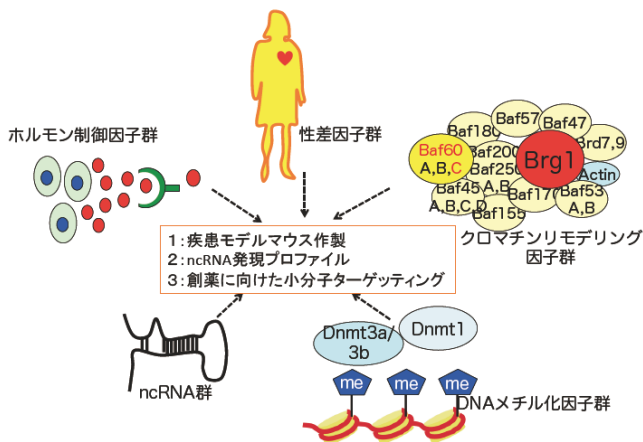 ホルモン制御因子群
性差因子群
Baf180
Baf57
Baf47
Brd7,9
Baf60
A,B,C
Baf200
Baf250
A,B
Brg1
Actin
Baf45
A,B,C,D
Baf170
Baf53
A,B
Baf155
クロマチンリモデリング
因子群
1:疾患モデルマウス作製
2:ncRNA発現プロファイル
3:創薬に向けた小分子ターゲッティング
ncRNA群
Dnmt3a/
3b
Dnmt1
me
me
me
DNAメチル化因子群